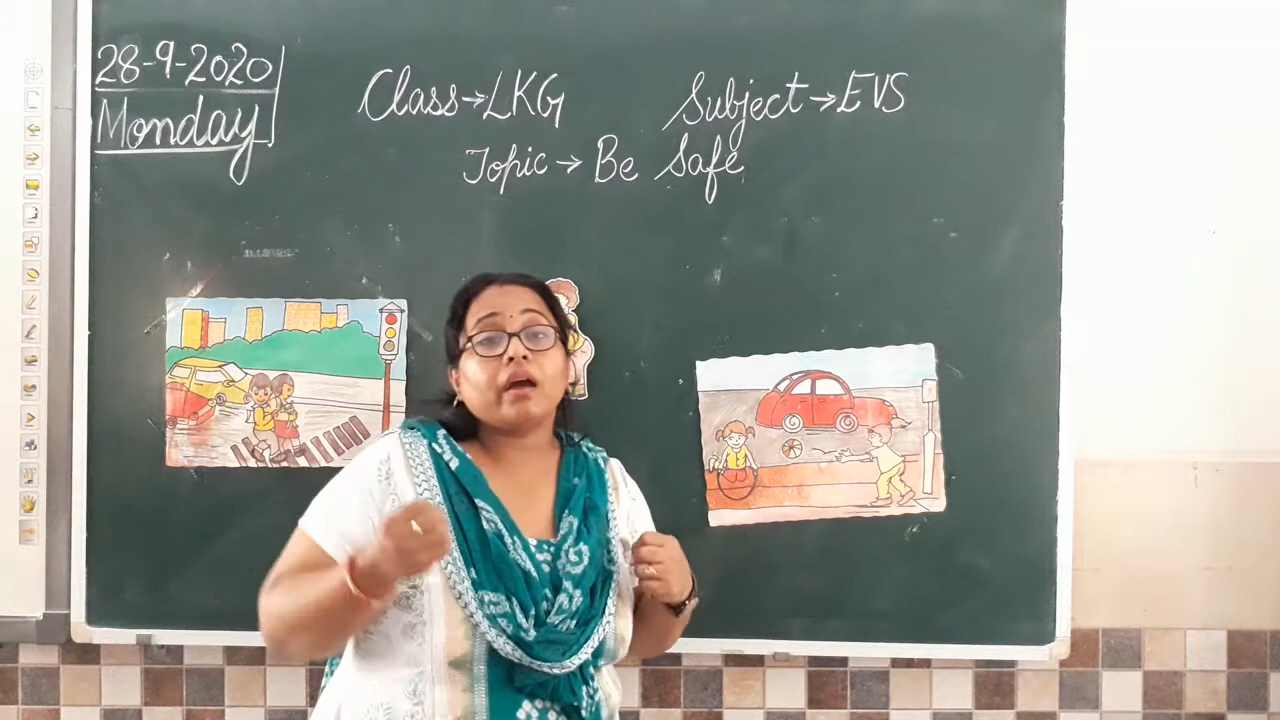 28-9-2020
Monday
Class→LKG
Subject→EVS
Topic → Be Safe